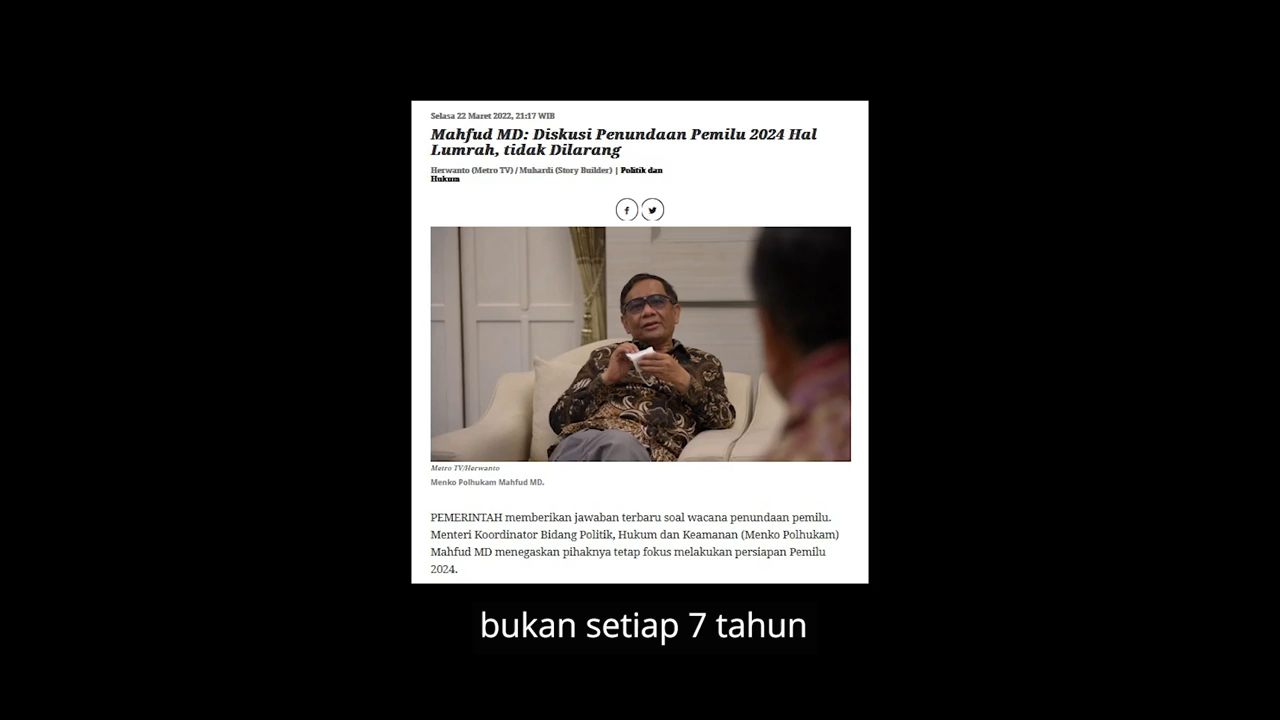 Selasa 22 Maret 2022, 21:17 WIB
Mahfud MD: Diskusi Penundaan Pemilu 2024 Hal
Lumrah, tidak Dilarang
Herwanto (Metro TV) / Muhardi (Story Builder) | Politik dan
Hukum
Metro TV/Herwanto
Menko Polhukam Mahfud MD.
PEMERINTAH memberikan jawaban terbaru soal wacana penundaan pemilu.
Menteri Koordinator Bidang Politik, Hukum dan Keamanan (Menko Polhukam)
Mahfud MD menegaskan pihaknya tetap fokus melakukan persiapan Pemilu
2024.
bukan setiap 7 tahun